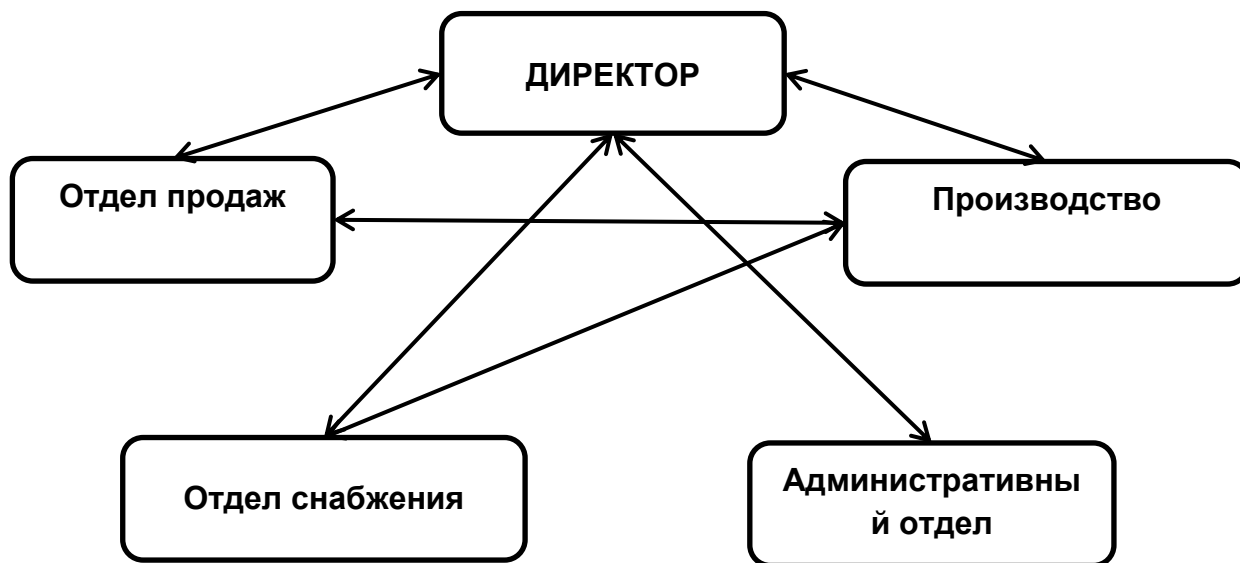 ДИРЕКТОР
Отдел продаж
Производство
Отдел снабжения
Административны
й отдел